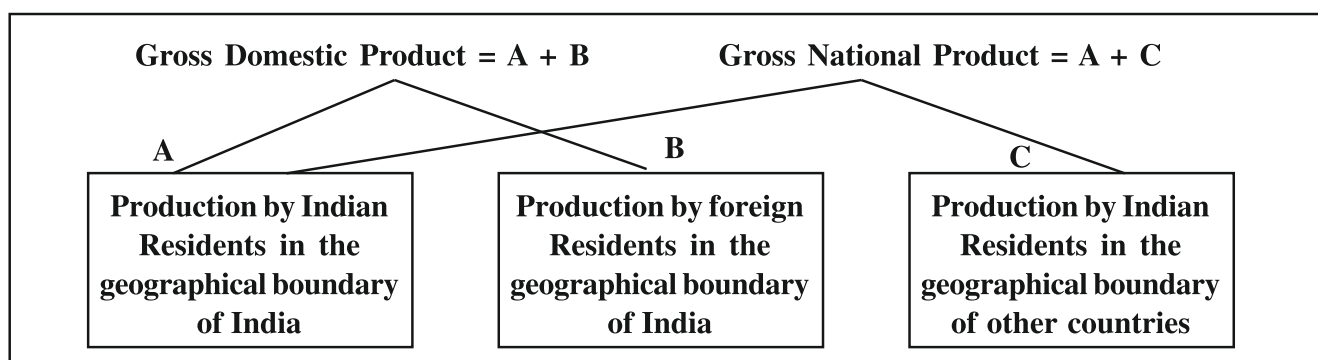 Gross Domestic Product = A + B
Gross National Product = A + C
A
B
C
Production by Indian
Residents in the
geographical boundary
of India
Production by foreign
Residents in the
geographical boundary
of India
Production by Indian
Residents in the
geographical boundary
of other countries